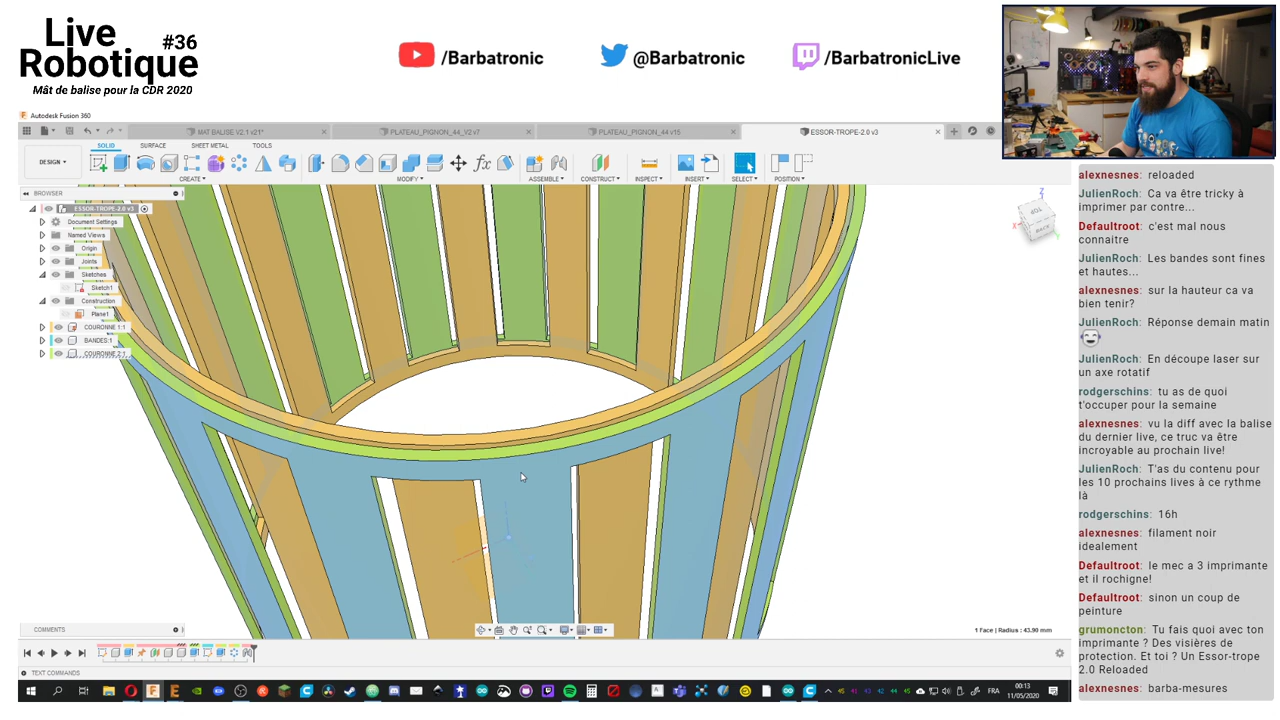 Live
Robotique #36
Mât de balise pour la CDR 2020
/Barbatronic
@Barbatronic
/BarbatronicLive
Autodesk Fusion 360
MAT BALISE V2.1 v21*
PLATEAU_PIGNON_44_V2 v7
PLATEAU_PIGNON_44 v15
ESSOR-TROPE-2.0 v3
SOLID
SURFACE
SHEET METAL
TOOLS
DESIGN
CREATE
MODIFY
ASSEMBLE
CONSTRUCT
INSPECT
INSERT
SELECT
POSITION
BROWSER
ESSOR-TROPE-2.0 v3
Document Settings
Named Views
Origin
Joints
Sketches
Sketch1
Construction
Plane1
COURONNE 1:1
BANDES:1
COURONNE 2:1
Z
TOP
BACK
X
COMMENTS
1 Face | Radius : 43.90 mm
TEXT COMMANDS
FRA
00:13
11/05/2020
alexnesnes: reloaded
JulienRoch: Ca va être tricky à
imprimer par contre...
Defaultroot: c'est mal nous
connaitre
JulienRoch: Les bandes sont fines
et hautes...
alexnesnes: sur la hauteur ca va
bien tenir?
JulienRoch: Réponse demain matin
JulienRoch: En découpe laser sur
un axe rotatif
rodgerschins: tu as de quoi
t'occuper pour la semaine
alexnesnes: vu la diff avec la balise
du dernier live, ce truc va être
incroyable au prochain live!
JulienRoch: T'as du contenu pour
les 10 prochains lives à ce rythme
là
rodgerschins: 16h
alexnesnes: filament noir
idealement
Defaultroot: le mec a 3 imprimante
et il rochigne!
Defaultroot: sinon un coup de
peinture
grumoncton: Tu fais quoi avec ton
imprimante ? Des visières de
protection. Et toi ? Un Essor-trope
2.0 Reloaded
alexnesnes: barba-mesures